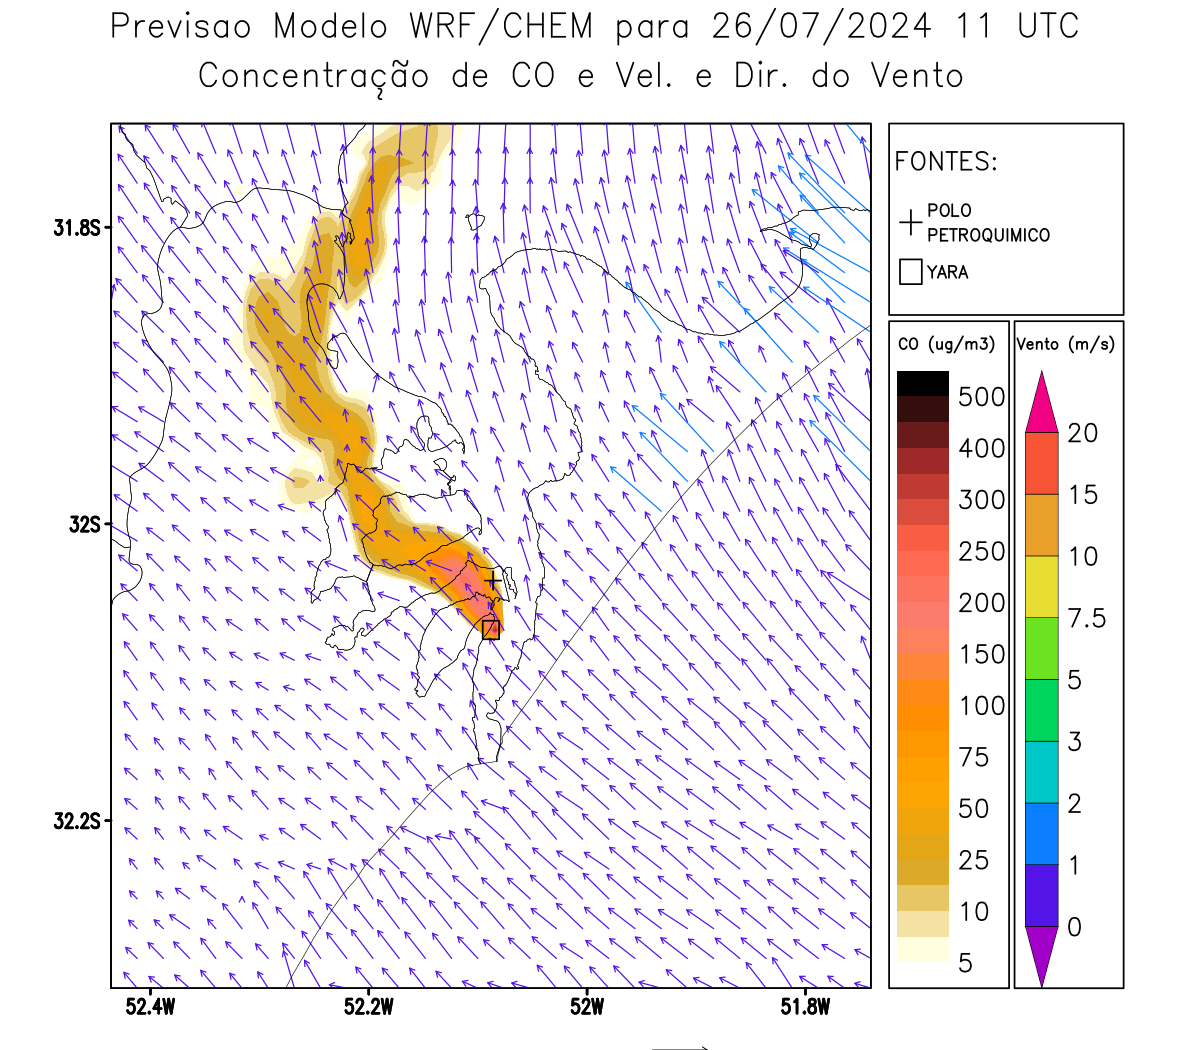 Previsao Modelo WRF/CHEM para 26/07/2024 11 UTC
Concentração de CO e Vel. e Dir. do Vento
FONTES:
POLO
PETROQUIMICO
YARA
CO (ug/m3)
500
400
300
250
200
150
100
75
50
25
10
5
Vento (m/s)
20
15
10
7.5
5
3
2
1
0
31.8S
32S
32.2S
52.4W
52.2W
52W
51.8W